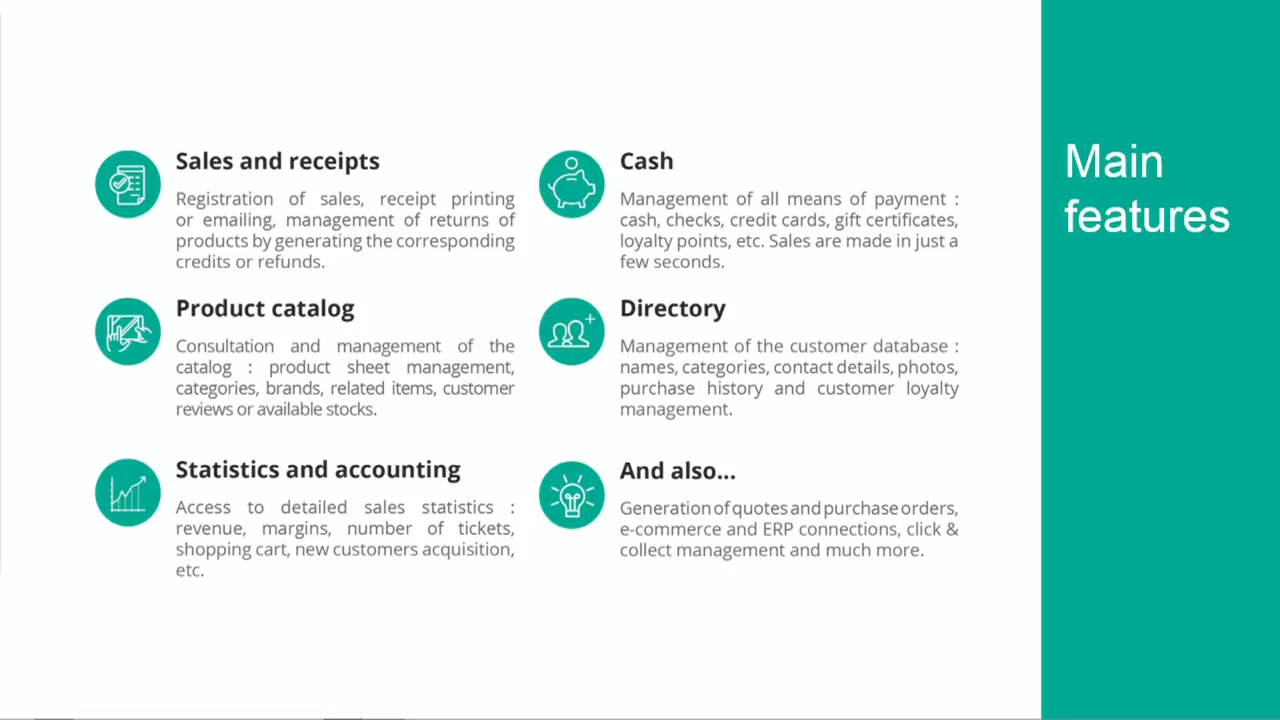 Main
features
Sales and receipts
Registration of sales, receipt printing
or emailing, management of returns of
products by generating the corresponding
credits or refunds.
Cash
Management of all means of payment :
cash, checks, credit cards, gift certificates,
loyalty points, etc. Sales are made in just a
few seconds.
Product catalog
Consultation and management of the
catalog : product sheet management,
categories, brands, related items, customer
reviews or available stocks.
Directory
Management of the customer database :
names, categories, contact details, photos,
purchase history and customer loyalty
management.
Statistics and accounting
Access to detailed sales statistics :
revenue, margins, number of tickets,
shopping cart, new customers acquisition,
etc.
And also...
Generation of quotes and purchase orders,
e-commerce and ERP connections, click &
collect management and much more.